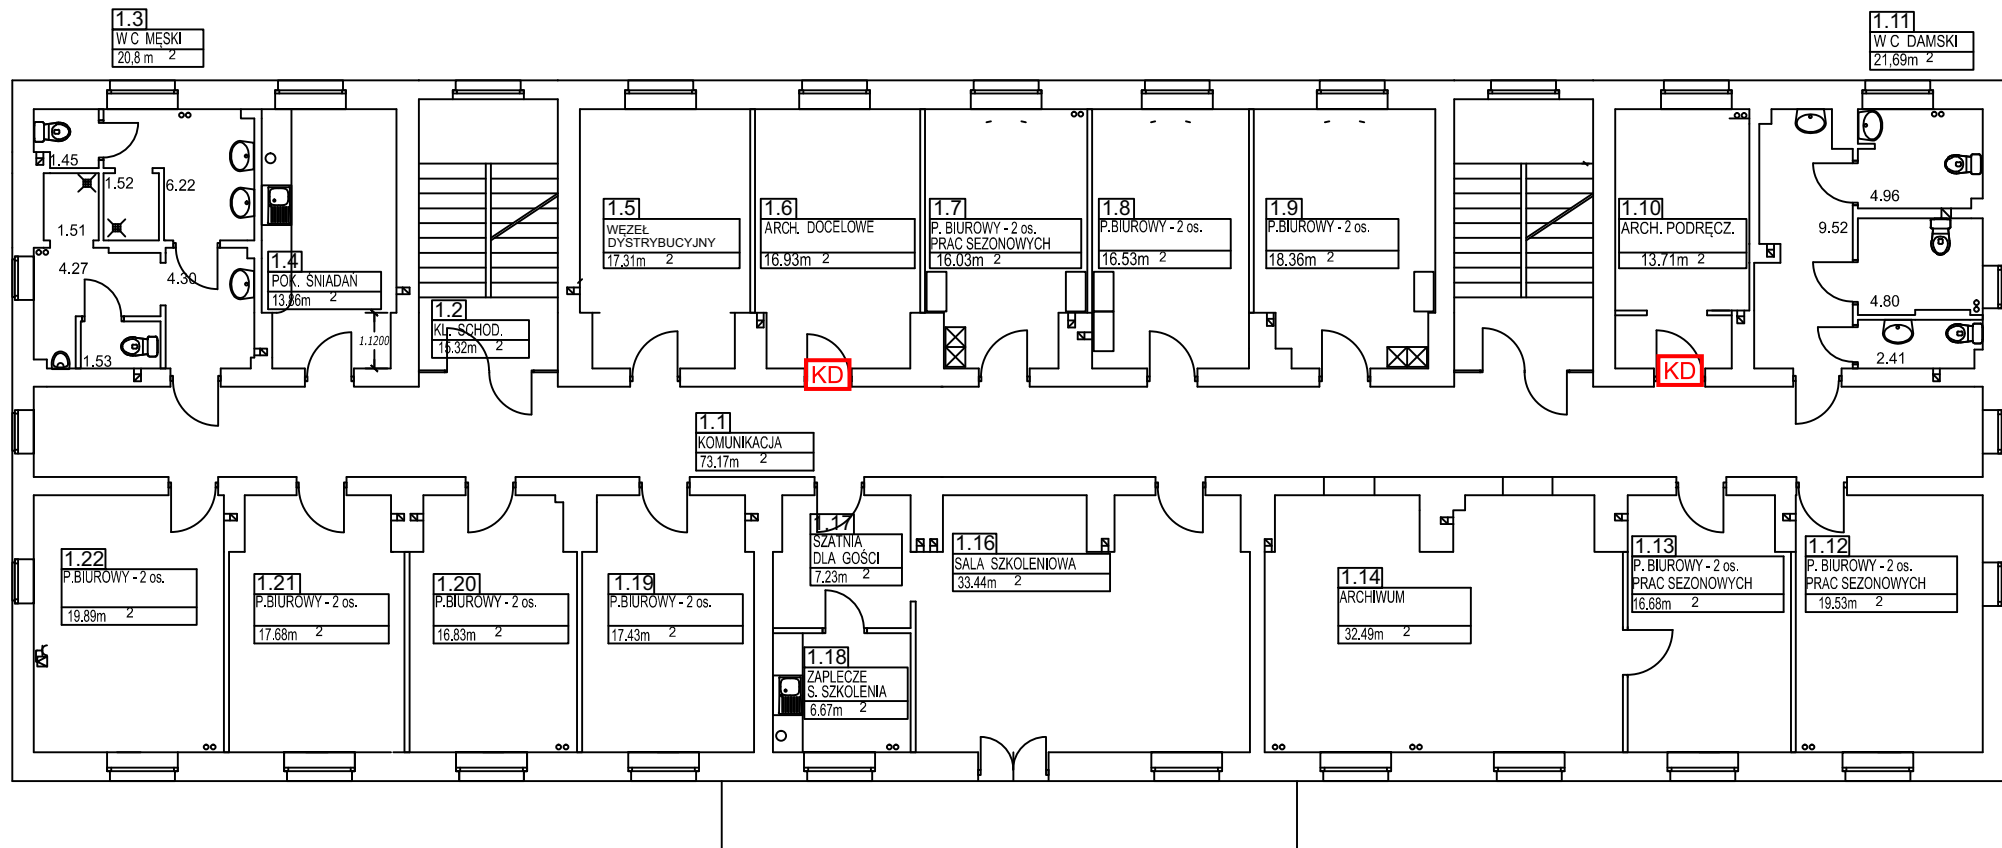 1.3
WC MĘSKI
20,8 m 2
1.11
WC DAMSKI
21,69m 2
1.45
1.52
6.22
1.51
4.27
4.30
1.53
1.4
POK. ŚNIADAŃ
13.86m 2
1.1200
1.2
KL. SCHOD.
15.32m 2
1.5
WĘZEŁ
DYSTRYBUCYJNY
17,31m 2
1.6
ARCH. DOCELOWE
16.93m 2
1.7
P. BIUROWY - 2 os.
PRAC SEZONOWYCH
16.03m 2
1.8
P.BIUROWY - 2 os.
16.53m 2
1.9
P.BIUROWY - 2 os.
18.36m 2
1.10
ARCH. PODRĘCZ.
13.71m 2
9.52
4.96
4.80
2.41
KD
KD
1.1
KOMUNIKACJA
73.17m 2
1.22
P.BIUROWY - 2 os.
19.89m 2
1.21
P.BIUROWY - 2 os.
17.68m 2
1.20
P.BIUROWY - 2 os.
16.83m 2
1.19
P.BIUROWY - 2 os.
17.43m 2
1.17
SZATNIA
DLA GOŚCI
7.23m 2
1.18
ZAPLECZE
S. SZKOLENIA
6.67m 2
1.16
SALA SZKOLENIOWA
33.44m 2
1.14
ARCHIWUM
32.49m 2
1.13
P. BIUROWY - 2 os.
PRAC SEZONOWYCH
16.68m 2
1.12
P. BIUROWY - 2 os.
PRAC SEZONOWYCH
19.53m 2